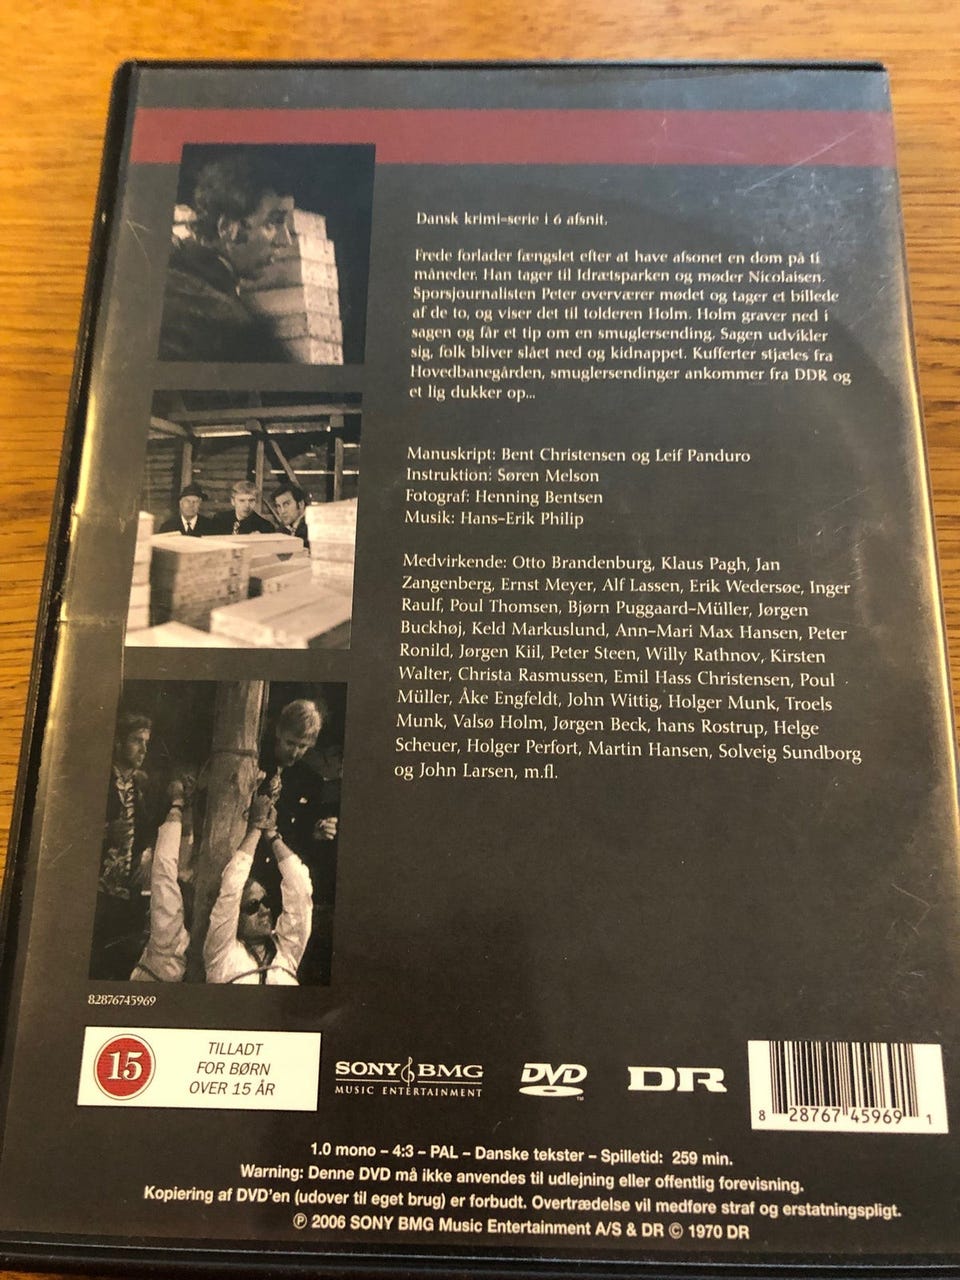 Dansk krimi-serie i 6 afsnit.
Frede forlader fængslet efter at have afsonet en dom på ti
måneder. Han tager til Idrætsparken og møder Nicolaisen.
Sporsjournalisten Peter overværer mødet og tager et billede
af de to, og viser det til tolderen Holm. Holm graver ned i
sagen og får et tip om en smuglersending. Sagen udvikler
sig, folk bliver slået ned og kidnappet. Kufferter stjæles fra
Hovedbanegården, smuglersendinger ankommer fra DDR og
et lig dukker op...
Manuskript: Bent Christensen og Leif Panduro
Instruktion: Søren Melson
Fotograf: Henning Bentsen
Musik: Hans-Erik Philip
Medvirkende: Otto Brandenburg, Klaus Pagh, Jan
Zangenberg, Ernst Meyer, Alf Lassen, Erik Wedersøe, Inger
Raulf, Poul Thomsen, Bjørn Puggaard-Müller, Jørgen
Buckhøj, Keld Markuslund, Ann-Mari Max Hansen, Peter
Ronild, Jørgen Kiil, Peter Steen, Willy Rathnov, Kirsten
Walter, Christa Rasmussen, Emil Hass Christensen, Poul
Müller, Åke Engfeldt, John Wittig, Holger Munk, Troels
Munk, Valsø Holm, Jørgen Beck, hans Rostrup, Helge
Scheuer, Holger Perfort, Martin Hansen, Solveig Sundborg
og John Larsen, m.fl.
82876745969
15
TILLADT
FOR BØRN
OVER 15 ÅR
SONY BMG
MUSIC ENTERTAINMENT
DVD
TM
DR
8 28767 45969 1
1.0 mono – 4:3 – PAL – Danske tekster – Spilletid: 259 min.
Warning: Denne DVD må ikke anvendes til udlejning eller offentlig forevisning.
Kopiering af DVD'en (udover til eget brug) er forbudt. Overtrædelse vil medføre straf og erstatningspligt.
℗ 2006 SONY BMG Music Entertainment A/S & DR © 1970 DR